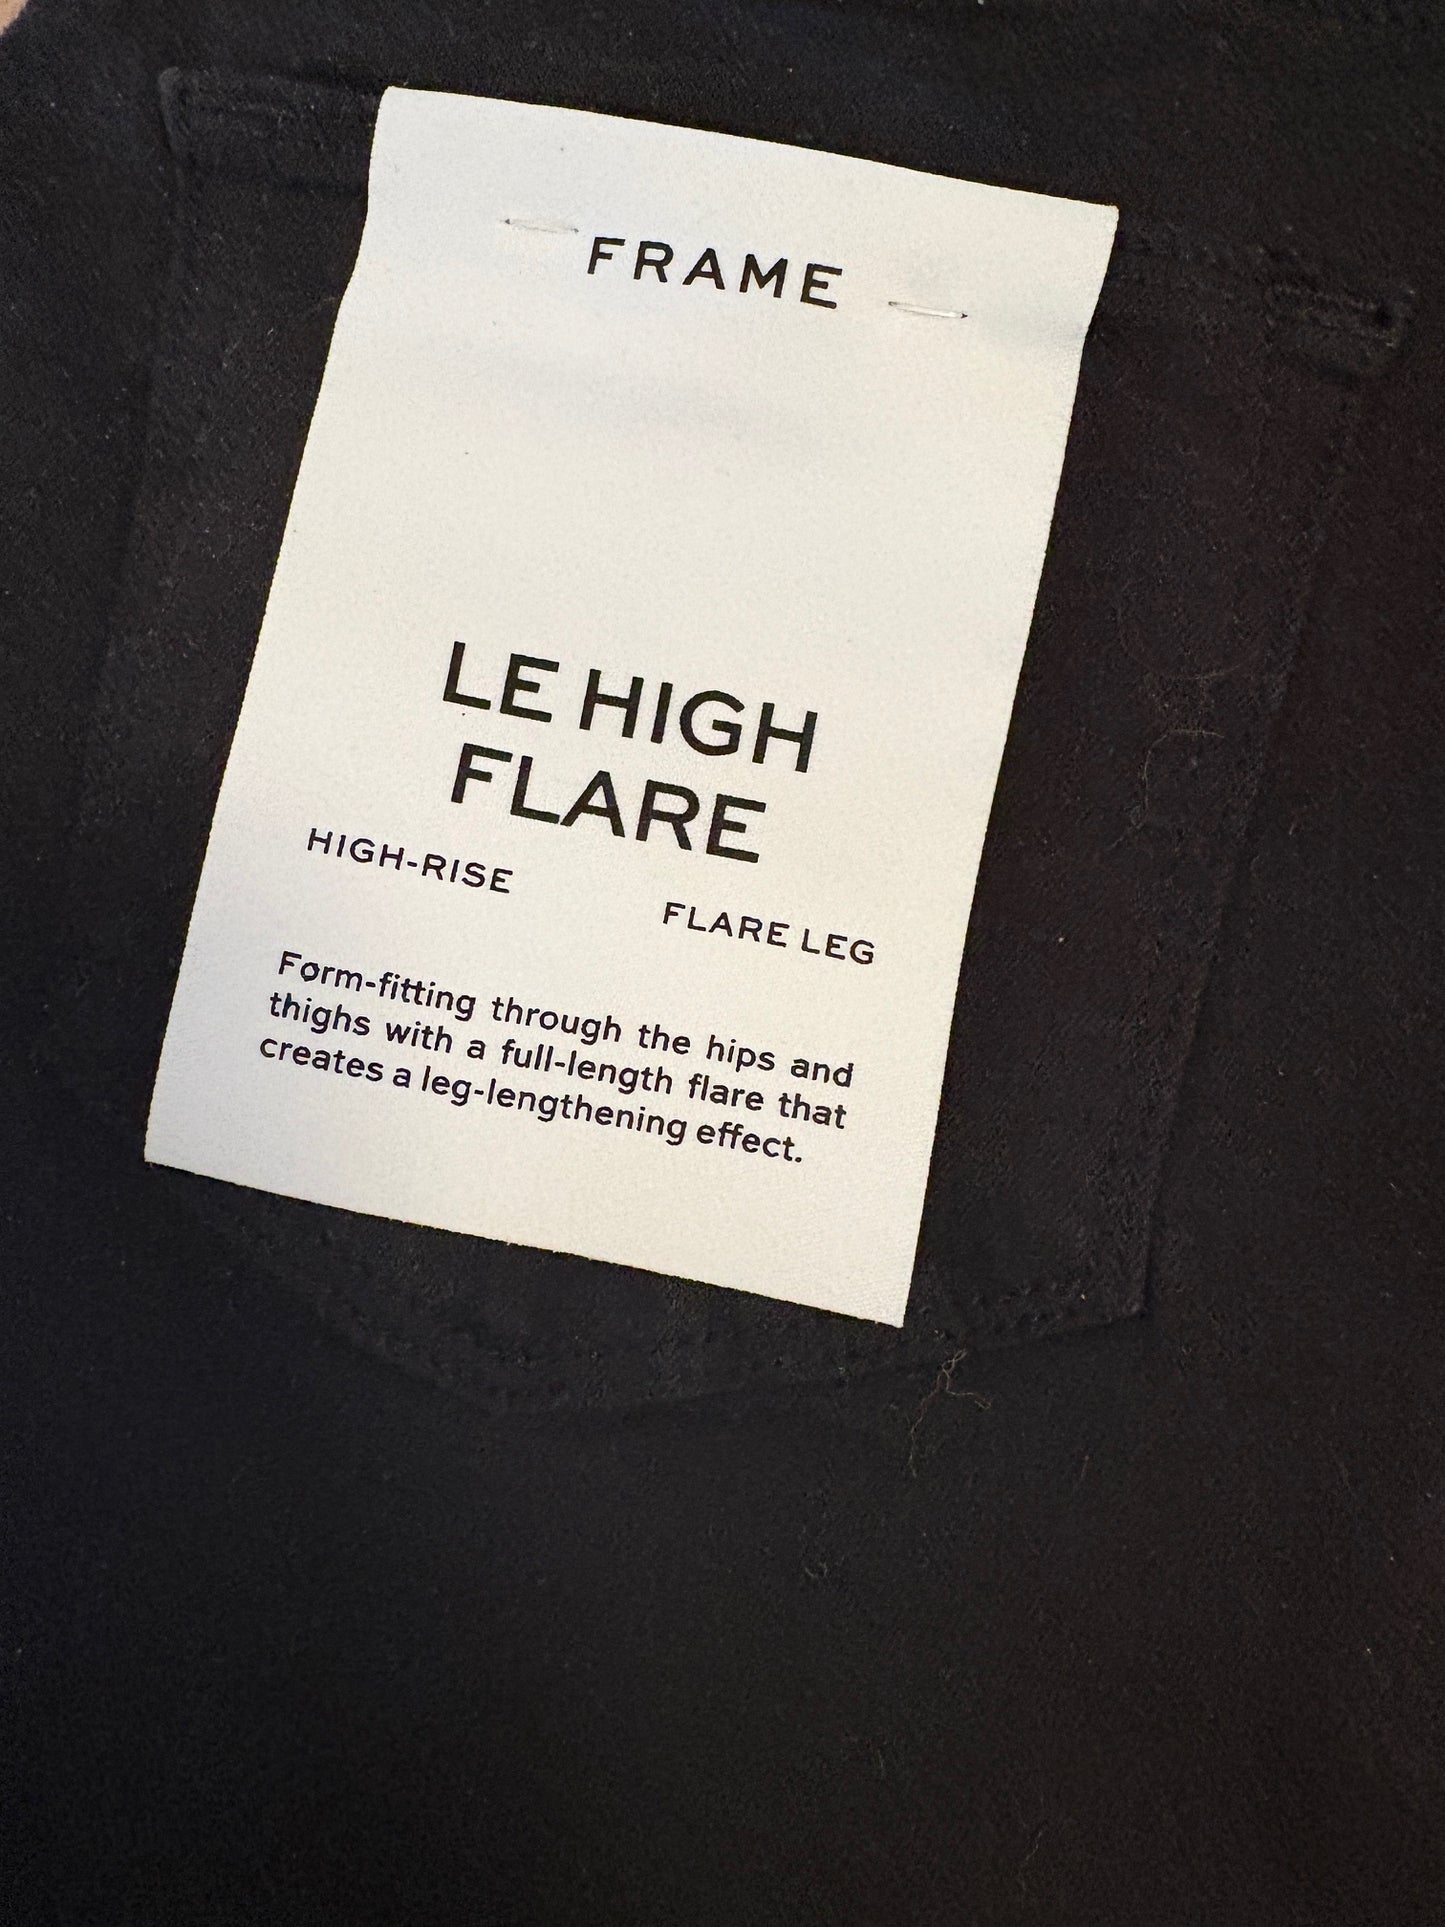 FRAME
LE HIGH
FLARE
HIGH-RISE
FLARE LEG
Form-fitting through the hips and
thighs with a full-length flare that
creates a leg-lengthening effect.